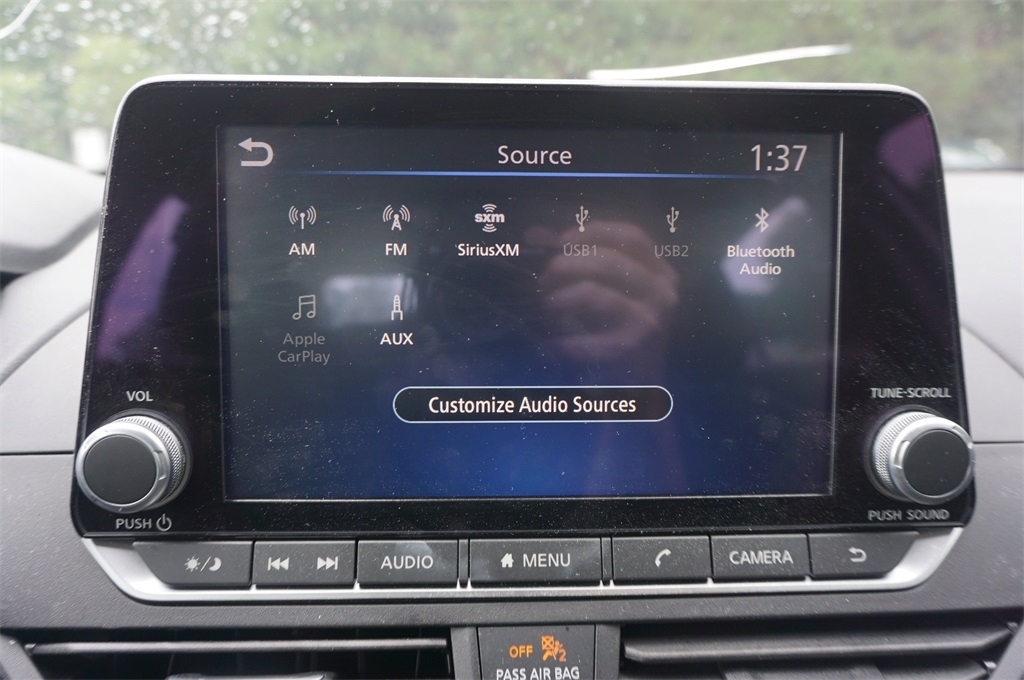 Source
1:37
AM
FM
sxm
SiriusXM
USB1
USB2
Bluetooth
Audio
Apple
CarPlay
AUX
Customize Audio Sources
VOL
TUNE·SCROLL
PUSH
PUSH SOUND
AUDIO
MENU
CAMERA
OFF
2
PASS AIR BAG